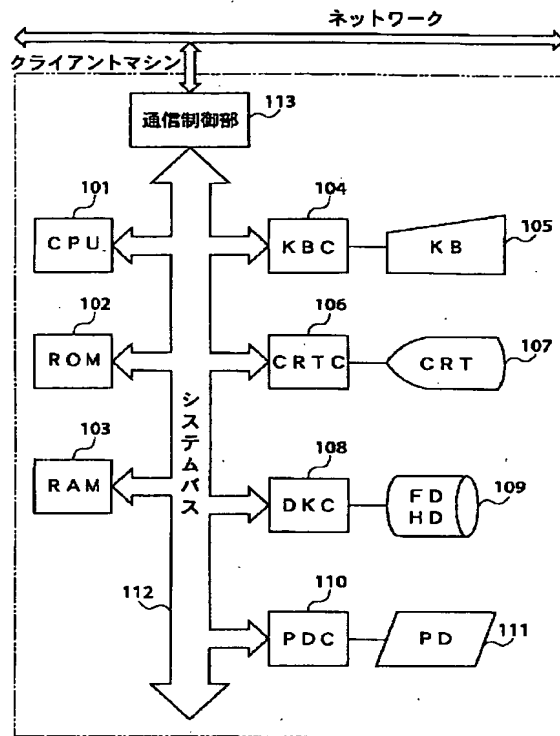 ネットワーク
クライアントマシン
通信制御部
113
101
CPU
104
KBC
KB
105
102
ROM
106
CRTC
CRT
107
103
RAM
システムバス
108
DKC
FD
HD
109
112
110
PDC
PD
111